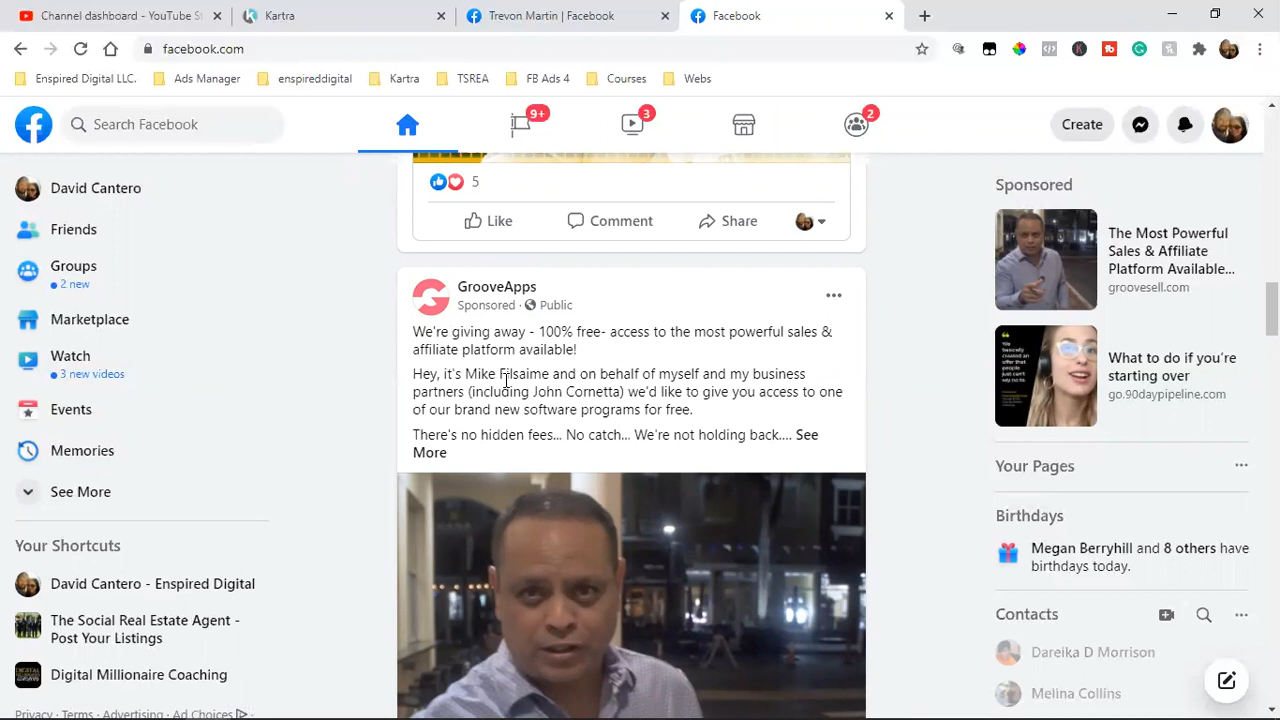 Channel dashboard - YouTube St
Kartra
Trevon Martin | Facebook
Facebook
facebook.com
Enspired Digital LLC.
Ads Manager
enspireddigital
Kartra
TSREA
FB Ads 4
Courses
Webs
Search Facebook
9+
3
2
Create
David Cantero
Friends
Groups
2 new
Marketplace
Watch
3 new videos
Events
Memories
See More
Your Shortcuts
David Cantero - Enspired Digital
The Social Real Estate Agent -
Post Your Listings
Digital Millionaire Coaching
Privacy · Terms · Advertising · Ad Choices
5
Like
Comment
Share
GrooveApps
Sponsored · Public
We're giving away - 100% free- access to the most powerful sales &
affiliate platform available!
Hey, it's Mike Filsaime and on behalf of myself and my business
partners (including John Cornetta) we'd like to give you access to one
of our brand new software programs for free.
There's no hidden fees... No catch... We're not holding back.... See
More
Sponsored
The Most Powerful
Sales & Affiliate
Platform Available...
groovesell.com
What to do if you're
starting over
go.90daypipeline.com
Your Pages
Birthdays
Megan Berryhill and 8 others have
birthdays today.
Contacts
Dareika D Morrison
Melina Collins